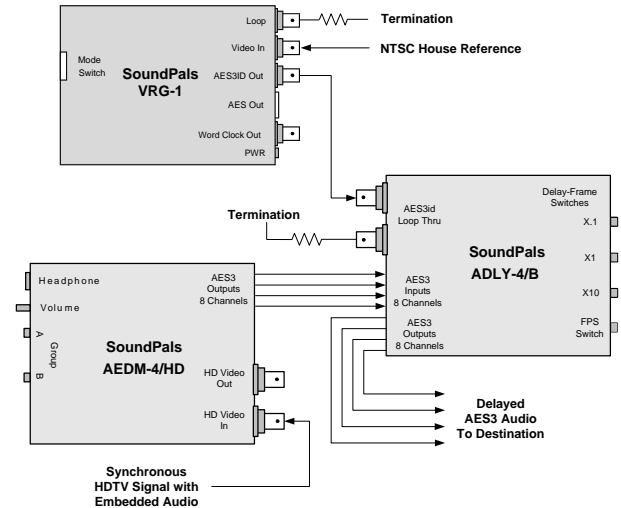 Loop
Termination
Video In
NTSC House Reference
Mode
Switch
SoundPals
VRG-1
AES3ID Out
AES Out
Word Clock Out
PWR
AES3id
Loop Thru
Delay-Frame
Switches
X.1
X1
X10
FPS
Switch
SoundPals
ADLY-4/B
AES3
Inputs
8 Channels
AES3
Outputs
8 Channels
Termination
Headphone
Volume
A
Group
B
SoundPals
AEDM-4/HD
AES3
Outputs
8 Channels
HD Video
Out
HD Video
In
Delayed
AES3 Audio
To Destination
Synchronous
HDTV Signal with
Embedded Audio